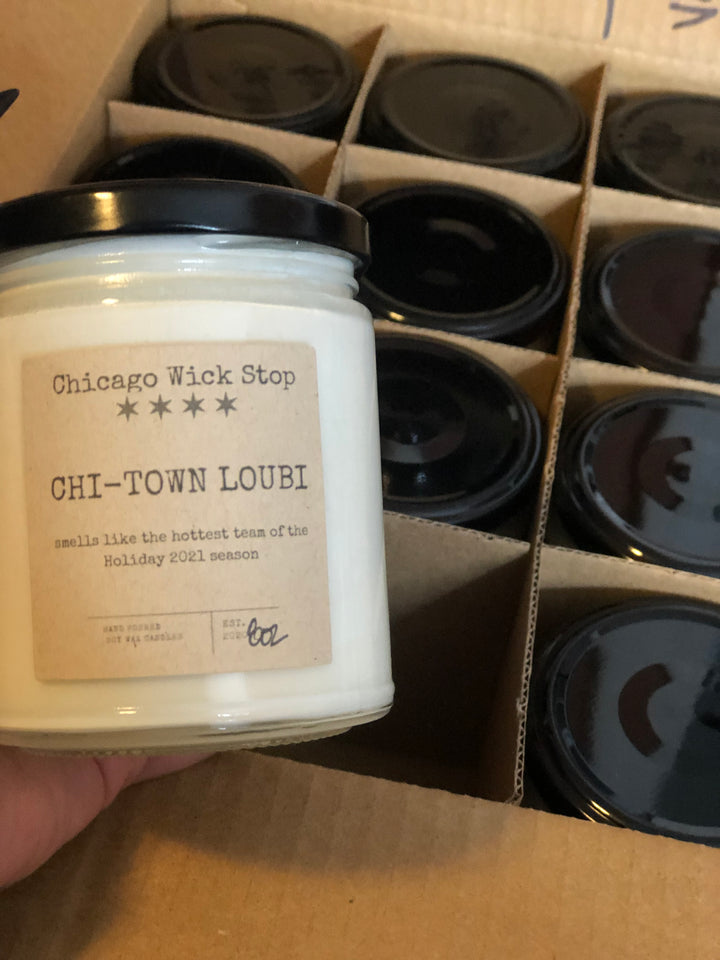 Chicago Wick Stop
CHI-TOWN LOUBI
smells like the hottest team of the
Holiday 2021 season
HAND POURED
SOY WAX CANDLES
EST.
8oz